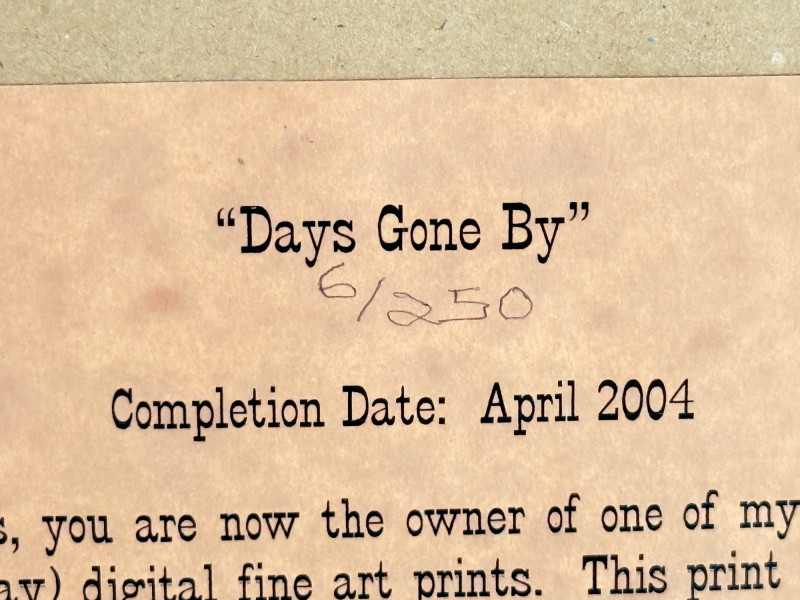 “Days Gone By”
6/250
Completion Date: April 2004
you are now the owner of one of my
digital fine art prints. This print